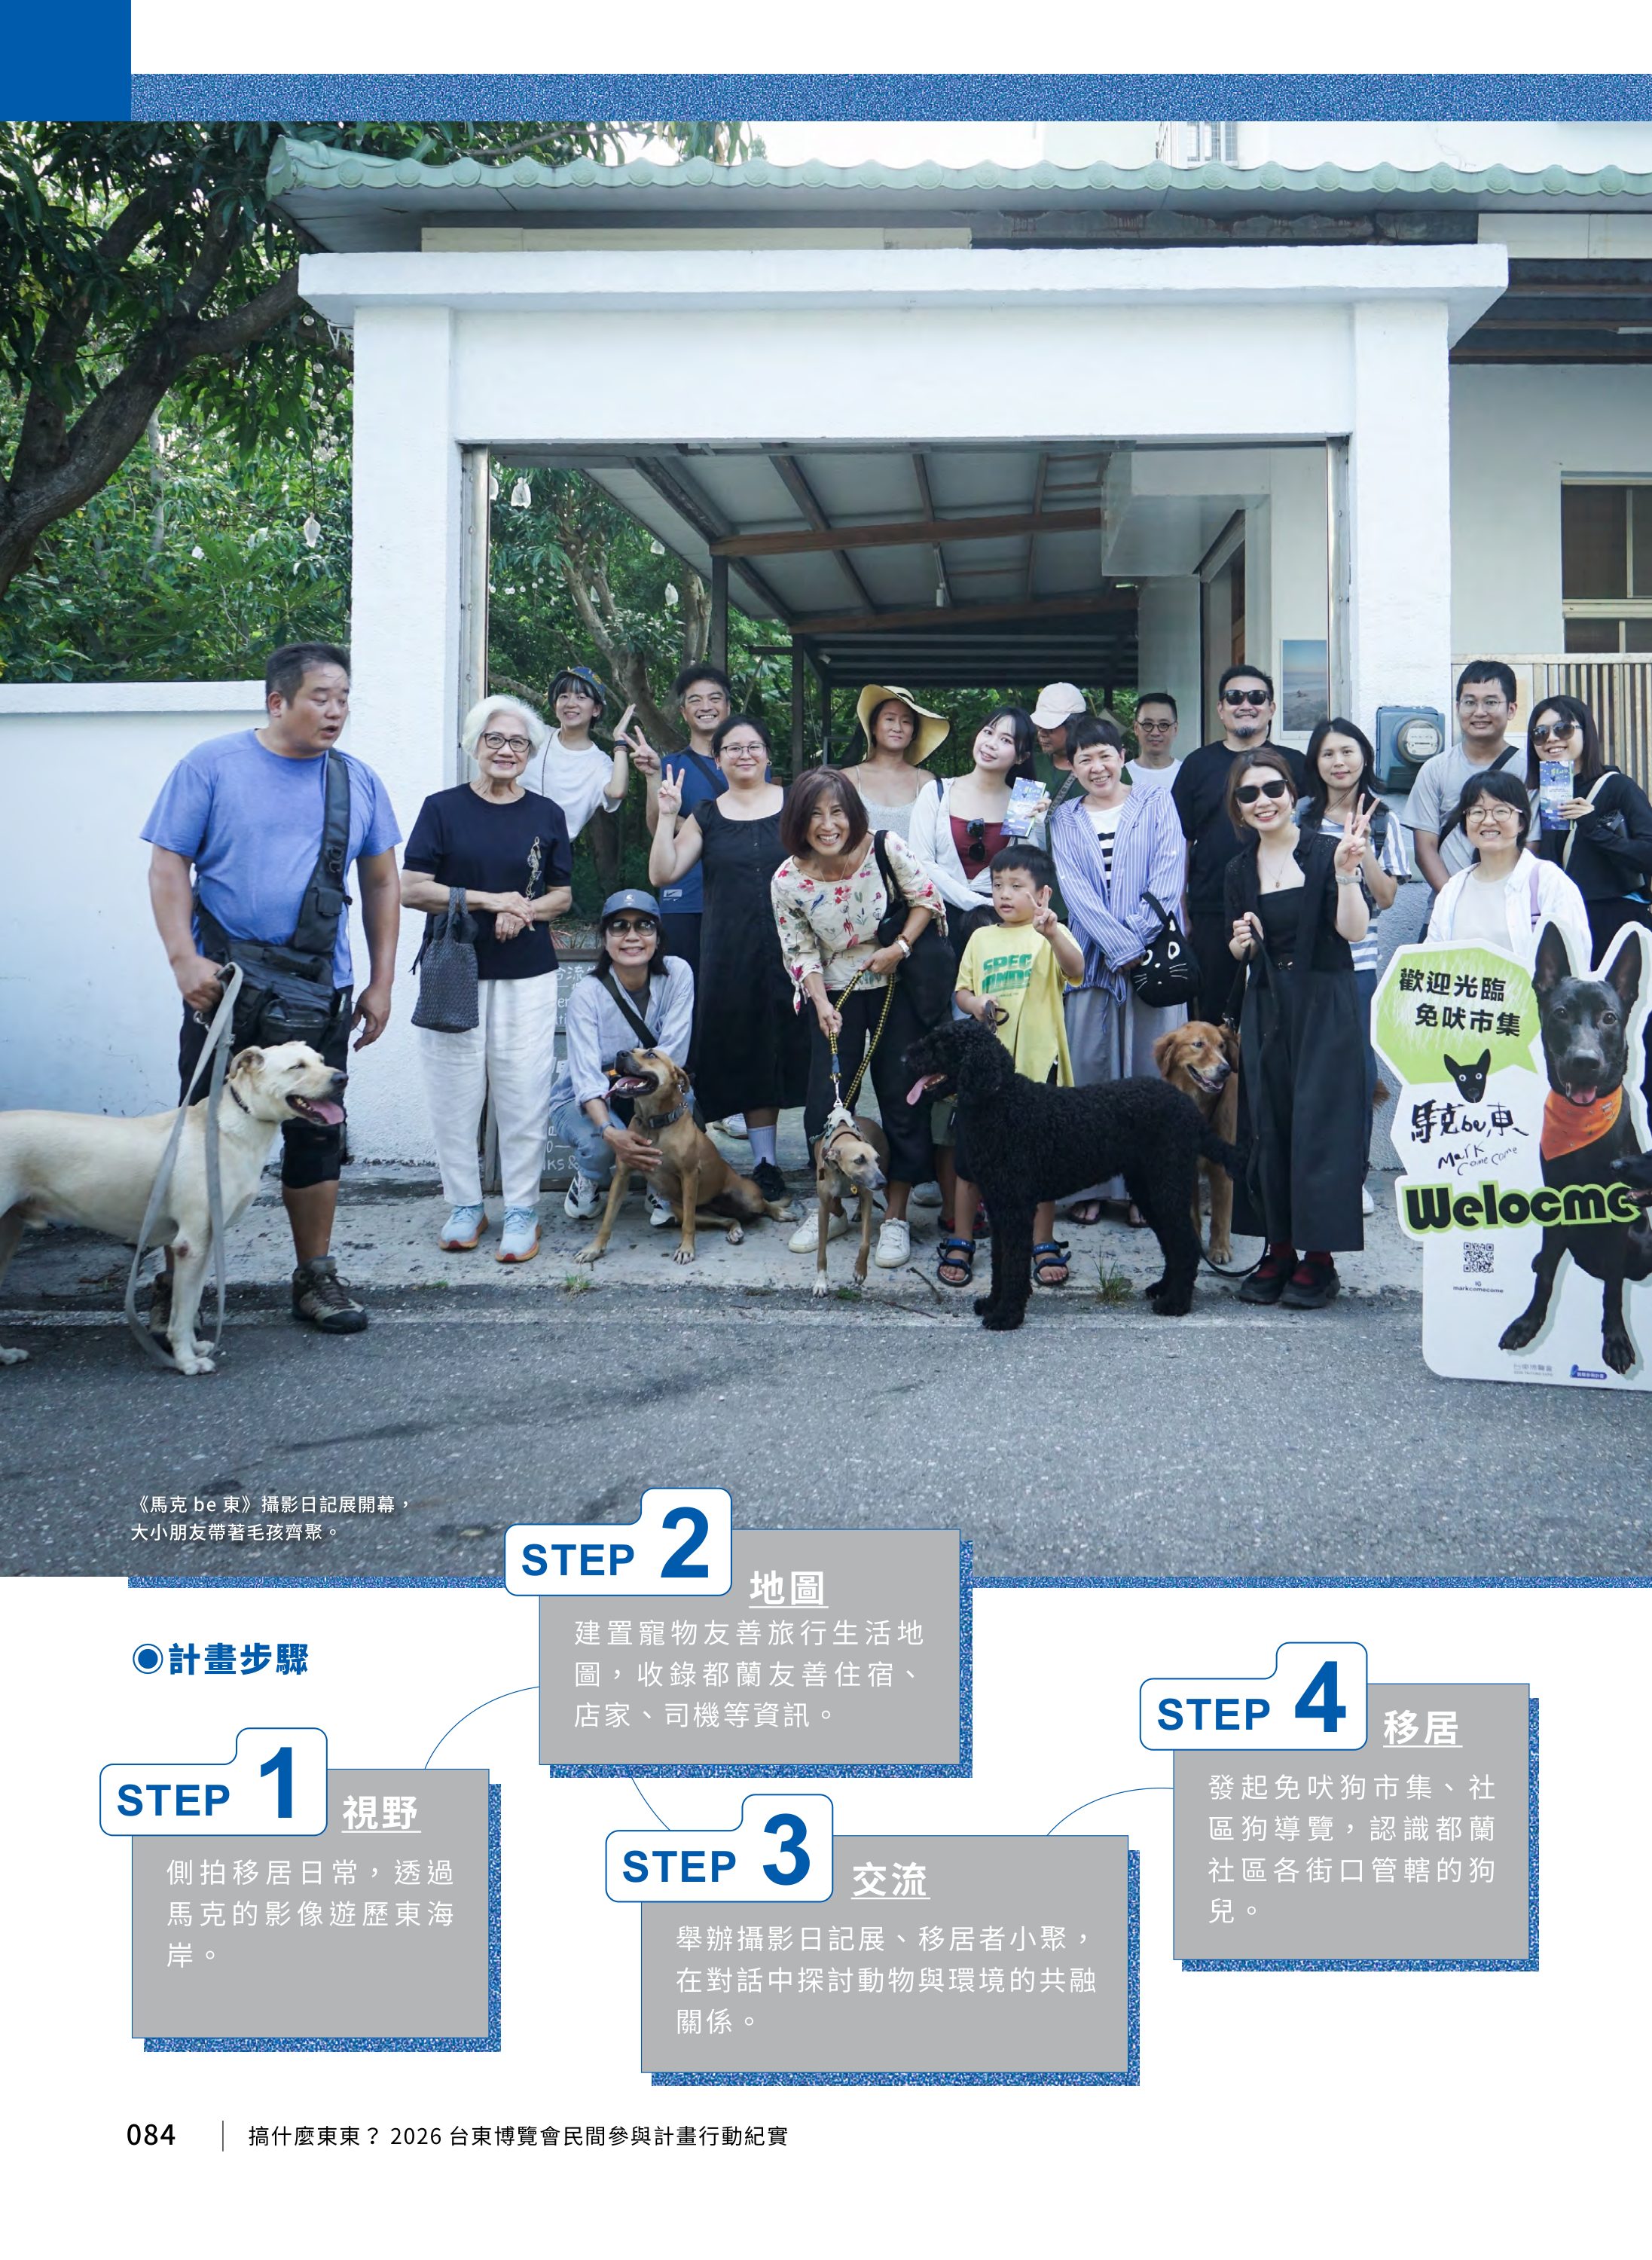 歡迎光臨
免吠市集
馬克be東
Mark
Come Come
Welocme
IG
markcomecome
SPEC
《馬克 be 東》攝影日記展開幕，
大小朋友帶著毛孩齊聚。
◉計畫步驟
STEP 1
視野
側拍移居日常，透過
馬克的影像遊歷東海
岸。
STEP 2
地圖
建置寵物友善旅行生活地
圖，收錄都蘭友善住宿、
店家、司機等資訊。
STEP 3
交流
舉辦攝影日記展、移居者小聚，
在對話中探討動物與環境的共融
關係。
STEP 4
移居
發起免吠狗市集、社
區狗導覽，認識都蘭
社區各街口管轄的狗
兒。
084
搞什麼東東？ 2026 台東博覽會民間參與計畫行動紀實